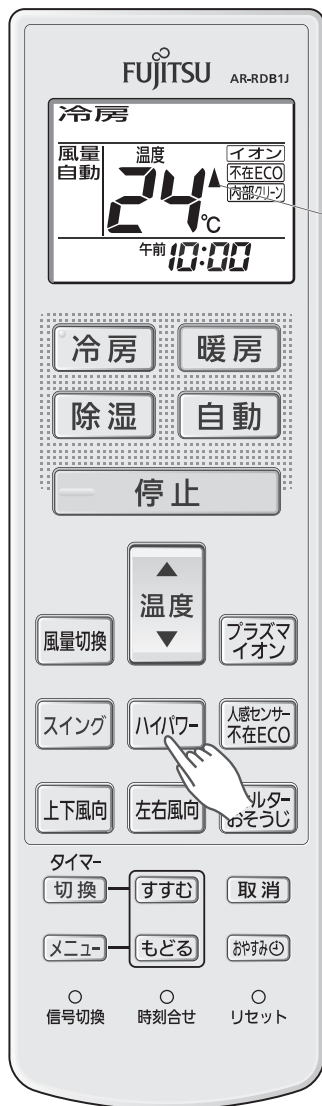 FUJITSU AR-RDB1J
冷房
風量 温度 イオン
自動 24℃ 不在ECO
内部クリーン
午前10:00
冷房 暖房
除湿 自動
停止
▲
温度
▼
風量切換 プラズマ
イオン
スイング ハイパワー 人感センサー
不在ECO
上下風向 左右風向 ルター
おそうじ
タイマー
切換 すすむ 取消
メニュー もどる おやすみ
信号切換 時刻合せ リセット